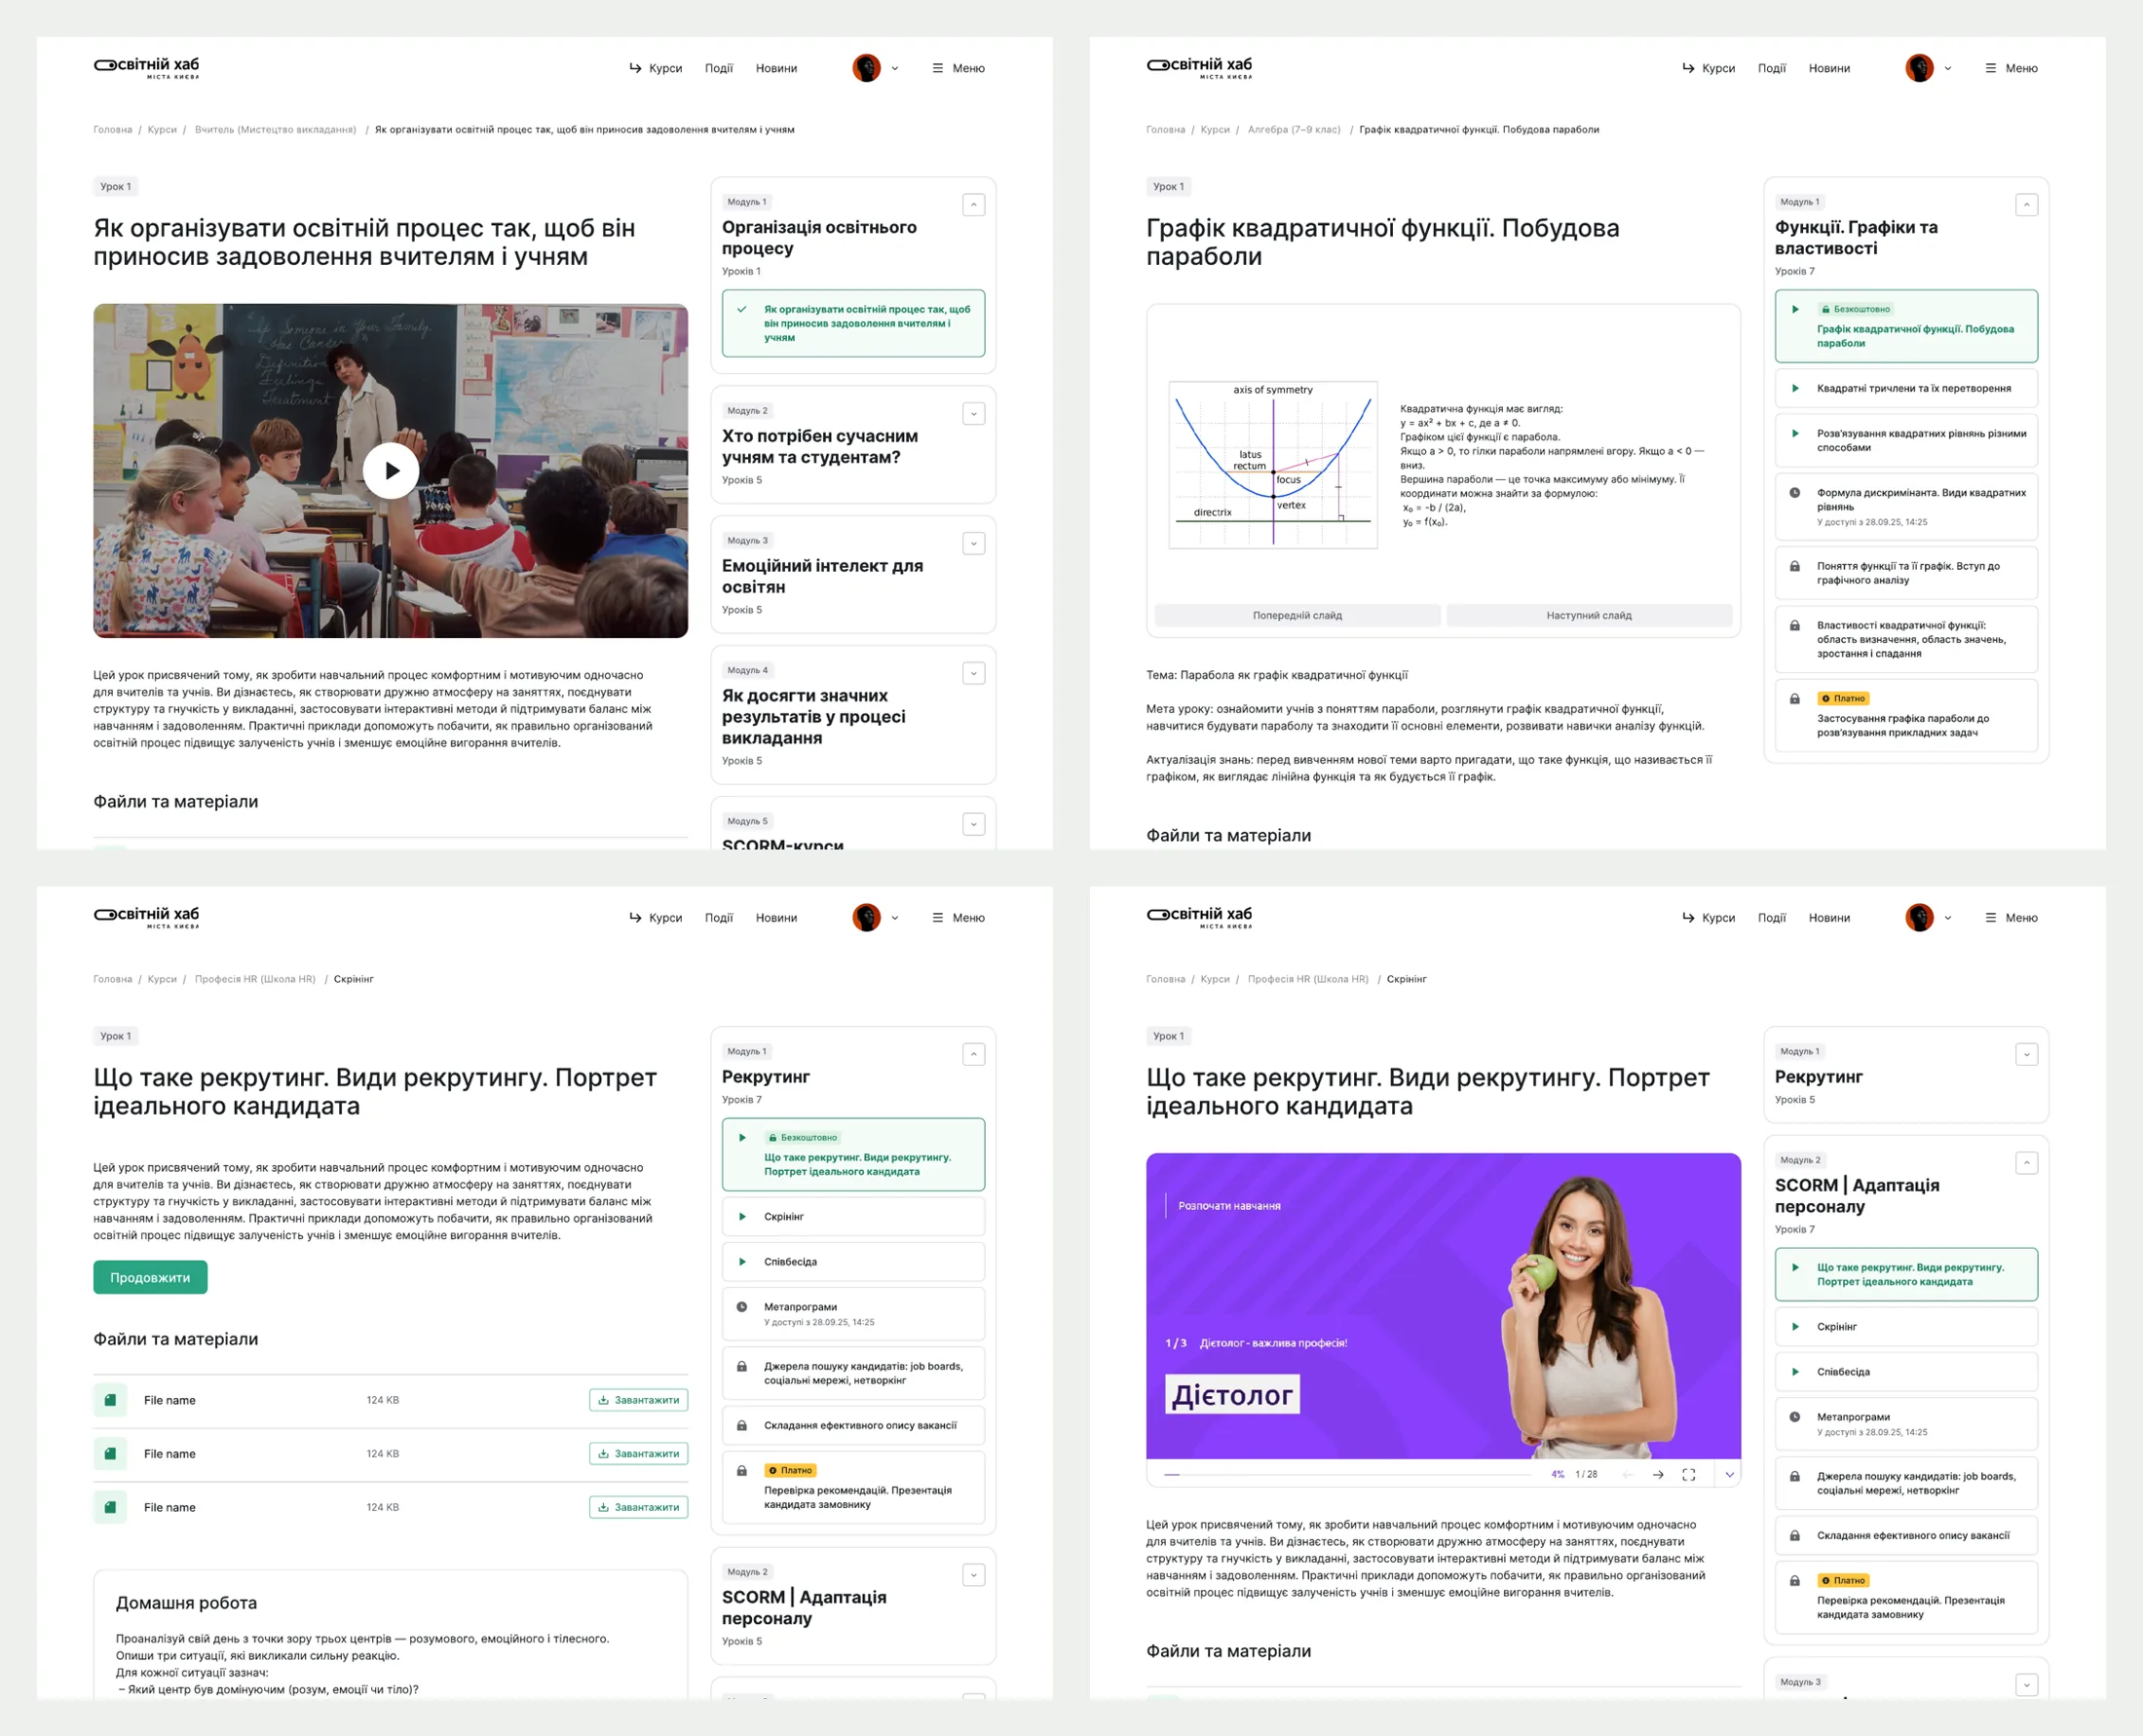 Освітній хаб
МІСТА КИЄВА
Курси
Події
Новини
Меню
Головна / Курси / Вчитель (Мистецтво викладання) / Як організувати освітній процес так, щоб він приносив задоволення вчителям і учням
Урок 1
Як організувати освітній процес так, щоб він
приносив задоволення вчителям і учням
If Someone in Your Family
Has Cancer
Definition
Feelings
Treatment
Цей урок присвячений тому, як зробити навчальний процес комфортним і мотивуючим одночасно
для вчителів та учнів. Ви дізнаєтесь, як створювати дружню атмосферу на заняттях, поєднувати
структуру та гнучкість у викладанні, застосовувати інтерактивні методи й підтримувати баланс між
навчанням і задоволенням. Практичні приклади допоможуть побачити, як правильно організований
освітній процес підвищує залученість учнів і зменшує емоційне вигорання вчителів.
Файли та матеріали
Модуль 1
Організація освітнього
процесу
Уроків 1
Як організувати освітній процес так, щоб
він приносив задоволення вчителям і
учням
Модуль 2
Хто потрібен сучасним
учням та студентам?
Уроків 5
Модуль 3
Емоційний інтелект для
освітян
Уроків 5
Модуль 4
Як досягти значних
результатів у процесі
викладання
Уроків 5
Модуль 5
SCORM-курси
Освітній хаб
МІСТА КИЄВА
Курси
Події
Новини
Меню
Головна / Курси / Алгебра (7–9 клас) / Графік квадратичної функції. Побудова параболи
Урок 1
Графік квадратичної функції. Побудова
параболи
axis of symmetry
latus
rectum
focus
vertex
directrix
Квадратична функція має вигляд:
y = ax² + bx + c, де a ≠ 0.
Графіком цієї функції є парабола.
Якщо a > 0, то гілки параболи напрямлені вгору. Якщо a < 0 —
вниз.
Вершина параболи — це точка максимуму або мінімуму. Її
координати можна знайти за формулою:
x₀ = -b / (2a),
y₀ = f(x₀).
Попередній слайд
Наступний слайд
Тема: Парабола як графік квадратичної функції
Мета уроку: ознайомити учнів з поняттям параболи, розглянути графік квадратичної функції,
навчитися будувати параболу та знаходити її основні елементи, розвивати навички аналізу функцій.
Актуалізація знань: перед вивченням нової теми варто пригадати, що таке функція, що називається її
графіком, як виглядає лінійна функція та як будується її графік.
Файли та матеріали
Модуль 1
Функції. Графіки та
властивості
Уроків 7
Безкоштовно
Графік квадратичної функції. Побудова
параболи
Квадратні тричлени та їх перетворення
Розв'язування квадратних рівнянь різними
способами
Формула дискримінанта. Види квадратних
рівнянь
У доступі з 28.09.25, 14:25
Поняття функції та її графік. Вступ до
графічного аналізу
Властивості квадратичної функції:
область визначення, область значень,
зростання і спадання
Платно
Застосування графіка параболи до
розв'язування прикладних задач
Освітній хаб
МІСТА КИЄВА
Курси
Події
Новини
Меню
Головна / Курси / Професія HR (Школа HR) / Скрінінг
Урок 1
Що таке рекрутинг. Види рекрутингу. Портрет
ідеального кандидата
Цей урок присвячений тому, як зробити навчальний процес комфортним і мотивуючим одночасно
для вчителів та учнів. Ви дізнаєтесь, як створювати дружню атмосферу на заняттях, поєднувати
структуру та гнучкість у викладанні, застосовувати інтерактивні методи й підтримувати баланс між
навчанням і задоволенням. Практичні приклади допоможуть побачити, як правильно організований
освітній процес підвищує залученість учнів і зменшує емоційне вигорання вчителів.
Продовжити
Файли та матеріали
File name 124 KB Завантажити
File name 124 KB Завантажити
File name 124 KB Завантажити
Домашня робота
Проаналізуй свій день з точки зору трьох центрів — розумового, емоційного і тілесного.
Опиши три ситуації, які викликали сильну реакцію.
Для кожної ситуації зазнач:
– Який центр був домінуючим (розум, емоції чи тіло)?
Модуль 1
Рекрутинг
Уроків 7
Безкоштовно
Що таке рекрутинг. Види рекрутингу.
Портрет ідеального кандидата
Скрінінг
Співбесіда
Метапрограми
У доступі з 28.09.25, 14:25
Джерела пошуку кандидатів: job boards,
соціальні мережі, нетворкінг
Складання ефективного опису вакансії
Платно
Перевірка рекомендацій. Презентація
кандидата замовнику
Модуль 2
SCORM | Адаптація
персоналу
Уроків 5
Освітній хаб
МІСТА КИЄВА
Курси
Події
Новини
Меню
Головна / Курси / Професія HR (Школа HR) / Скрінінг
Урок 1
Що таке рекрутинг. Види рекрутингу. Портрет
ідеального кандидата
Розпочати навчання
1 / 3 Дієтолог - важлива професія!
Дієтолог
4% 1 / 28
Цей урок присвячений тому, як зробити навчальний процес комфортним і мотивуючим одночасно
для вчителів та учнів. Ви дізнаєтесь, як створювати дружню атмосферу на заняттях, поєднувати
структуру та гнучкість у викладанні, застосовувати інтерактивні методи й підтримувати баланс між
навчанням і задоволенням. Практичні приклади допоможуть побачити, як правильно організований
освітній процес підвищує залученість учнів і зменшує емоційне вигорання вчителів.
Файли та матеріали
Модуль 1
Рекрутинг
Уроків 5
Модуль 2
SCORM | Адаптація
персоналу
Уроків 7
Що таке рекрутинг. Види рекрутингу.
Портрет ідеального кандидата
Скрінінг
Співбесіда
Метапрограми
У доступі з 28.09.25, 14:25
Джерела пошуку кандидатів: job boards,
соціальні мережі, нетворкінг
Складання ефективного опису вакансії
Платно
Перевірка рекомендацій. Презентація
кандидата замовнику
Модуль 3